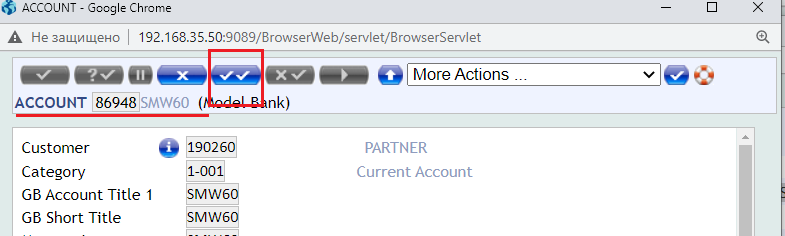 ACCOUNT - Google Chrome
Не защищено 192.168.35.50:9089/BrowserWeb/servlet/BrowserServlet
More Actions ...
ACCOUNT 86948 SMW60 (Model Bank)
Customer 190260 PARTNER
Category 1-001 Current Account
GB Account Title 1 SMW60
GB Short Title SMW60